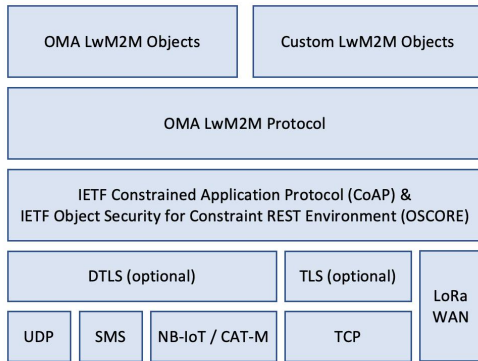 OMA LwM2M Objects
Custom LwM2M Objects
OMA LwM2M Protocol
IETF Constrained Application Protocol (CoAP) &
IETF Object Security for Constraint REST Environment (OSCORE)
DTLS (optional)
TLS (optional)
LoRa
WAN
UDP
SMS
NB-IoT / CAT-M
TCP